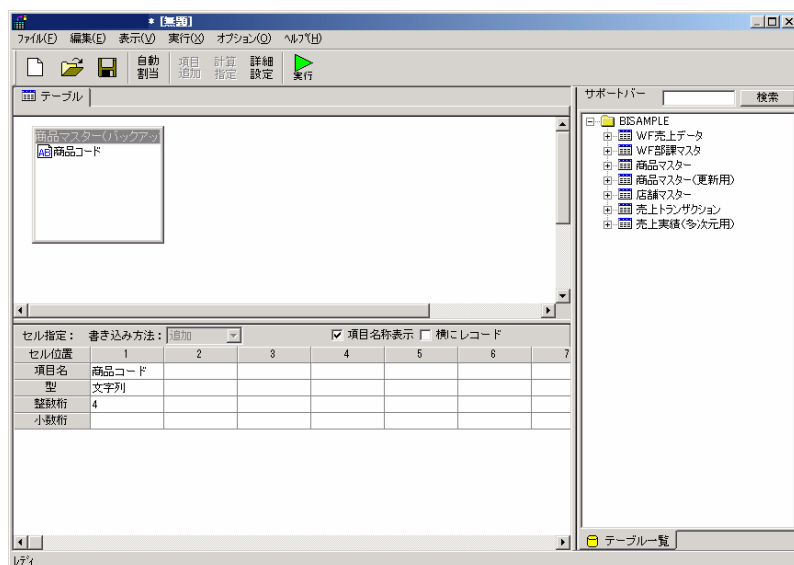 * [無題]
ファイル(F) 編集(E) 表示(V) 実行(X) オプション(O) ヘルプ(H)
自動割当 項目追加 計算指定 詳細設定 実行
テーブル
商品マスター(バックアッ
AB 商品コード
セル指定： 書き込み方法： 追加 項目名称表示 横にレコード
セル位置 1 2 3 4 5 6 7
項目名 商品コード
型 文字列
整数桁 4
小数桁
サポートバー 検索
BISAMPLE
WF売上データ
WF部課マスタ
商品マスター
商品マスター(更新用)
店舗マスター
売上トランザクション
売上実績(多次元用)
テーブル一覧
レディ